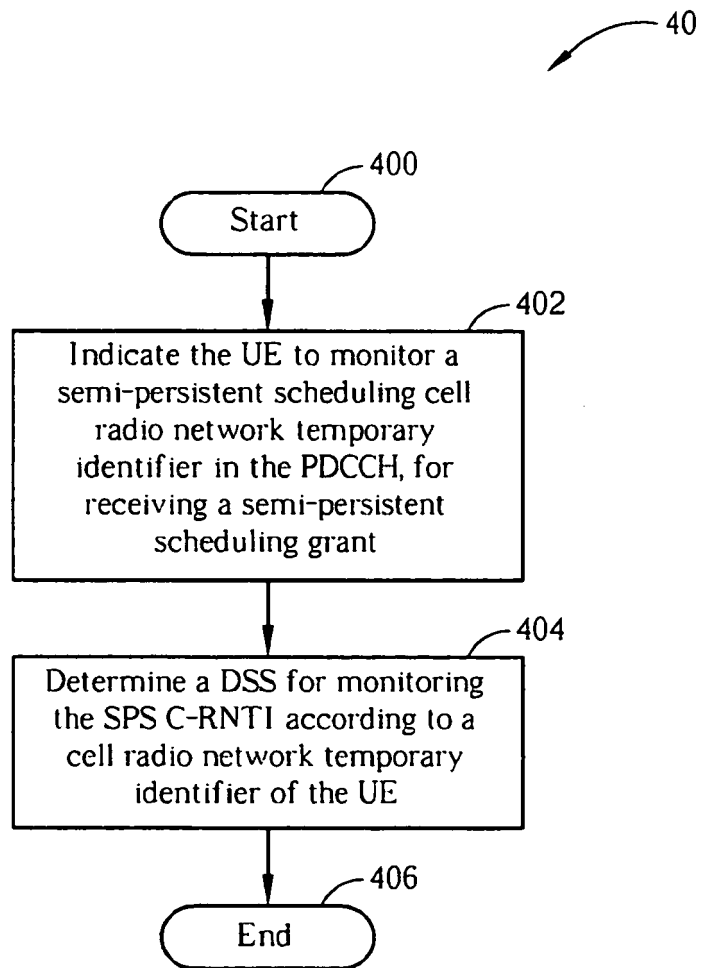 40
400
Start
402
Indicate the UE to monitor a
semi-persistent scheduling cell
radio network temporary
identifier in the PDCCH, for
receiving a semi-persistent
scheduling grant
404
Determine a DSS for monitoring
the SPS C-RNTI according to a
cell radio network temporary
identifier of the UE
406
End